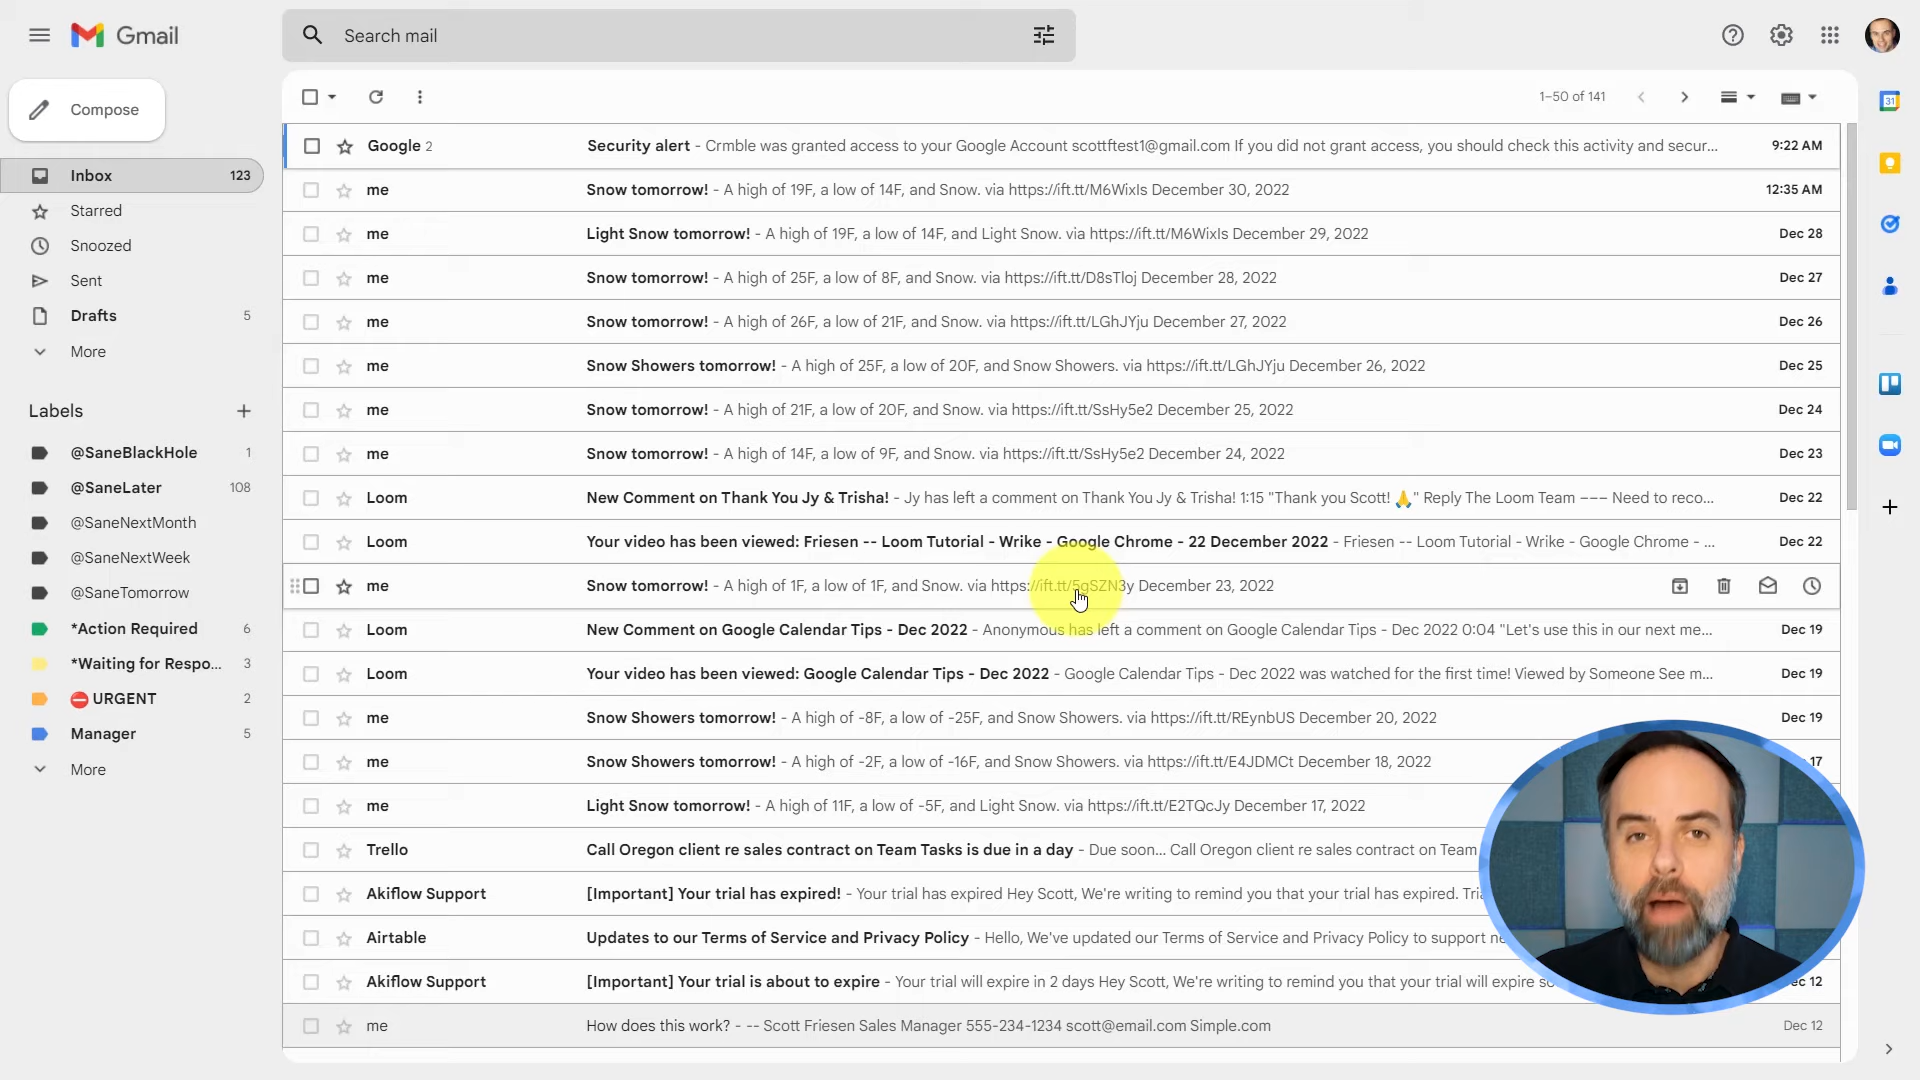 Gmail
Search mail
Compose
1–50 of 141
31
Inbox 123
Starred
Snoozed
Sent
Drafts 5
More
Labels
@SaneBlackHole 1
@SaneLater 108
@SaneNextMonth
@SaneNextWeek
@SaneTomorrow
*Action Required 6
*Waiting for Respo... 3
⛔ URGENT 2
Manager 5
More
Google 2 Security alert - Crmble was granted access to your Google Account scottftest1@gmail.com If you did not grant access, you should check this activity and secur... 9:22 AM
me Snow tomorrow! - A high of 19F, a low of 14F, and Snow. via https://ift.tt/M6WixIs December 30, 2022 12:35 AM
me Light Snow tomorrow! - A high of 19F, a low of 14F, and Light Snow. via https://ift.tt/M6WixIs December 29, 2022 Dec 28
me Snow tomorrow! - A high of 25F, a low of 8F, and Snow. via https://ift.tt/D8sTloj December 28, 2022 Dec 27
me Snow tomorrow! - A high of 26F, a low of 21F, and Snow. via https://ift.tt/LGhJYju December 27, 2022 Dec 26
me Snow Showers tomorrow! - A high of 25F, a low of 20F, and Snow Showers. via https://ift.tt/LGhJYju December 26, 2022 Dec 25
me Snow tomorrow! - A high of 21F, a low of 20F, and Snow. via https://ift.tt/SsHy5e2 December 25, 2022 Dec 24
me Snow tomorrow! - A high of 14F, a low of 9F, and Snow. via https://ift.tt/SsHy5e2 December 24, 2022 Dec 23
Loom New Comment on Thank You Jy & Trisha! - Jy has left a comment on Thank You Jy & Trisha! 1:15 "Thank you Scott! 🙏" Reply The Loom Team --- Need to reco... Dec 22
Loom Your video has been viewed: Friesen -- Loom Tutorial - Wrike - Google Chrome - 22 December 2022 - Friesen -- Loom Tutorial - Wrike - Google Chrome - ... Dec 22
me Snow tomorrow! - A high of 1F, a low of 1F, and Snow. via https://ift.tt/5gSZN3y December 23, 2022
Loom New Comment on Google Calendar Tips - Dec 2022 - Anonymous has left a comment on Google Calendar Tips - Dec 2022 0:04 "Let's use this in our next me... Dec 19
Loom Your video has been viewed: Google Calendar Tips - Dec 2022 - Google Calendar Tips - Dec 2022 was watched for the first time! Viewed by Someone See m... Dec 19
me Snow Showers tomorrow! - A high of -8F, a low of -25F, and Snow Showers. via https://ift.tt/REynbUS December 20, 2022 Dec 19
me Snow Showers tomorrow! - A high of -2F, a low of -16F, and Snow Showers. via https://ift.tt/E4JDMCt December 18, 2022 17
me Light Snow tomorrow! - A high of 11F, a low of -5F, and Light Snow. via https://ift.tt/E2TQcJy December 17, 2022
Trello Call Oregon client re sales contract on Team Tasks is due in a day - Due soon... Call Oregon client re sales contract on Team
Akiflow Support [Important] Your trial has expired! - Your trial has expired Hey Scott, We're writing to remind you that your trial has expired. Tri
Airtable Updates to our Terms of Service and Privacy Policy - Hello, We've updated our Terms of Service and Privacy Policy to support ne
Akiflow Support [Important] Your trial is about to expire - Your trial will expire in 2 days Hey Scott, We're writing to remind you that your trial will expire so 12
me How does this work? - -- Scott Friesen Sales Manager 555-234-1234 scott@email.com Simple.com Dec 12